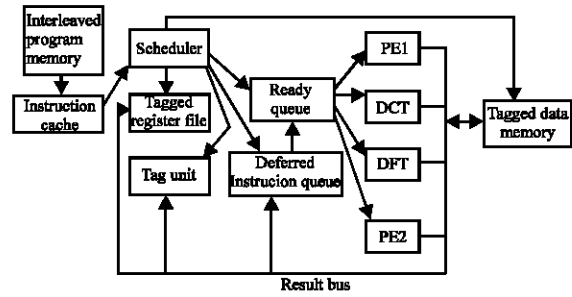 Interleaved
program
memory
Instruction
cache
Scheduler
Tagged
register file
Tag unit
Ready
queue
Deferred
Instrucion queue
PE1
DCT
DFT
PE2
Tagged data
memory
Result bus